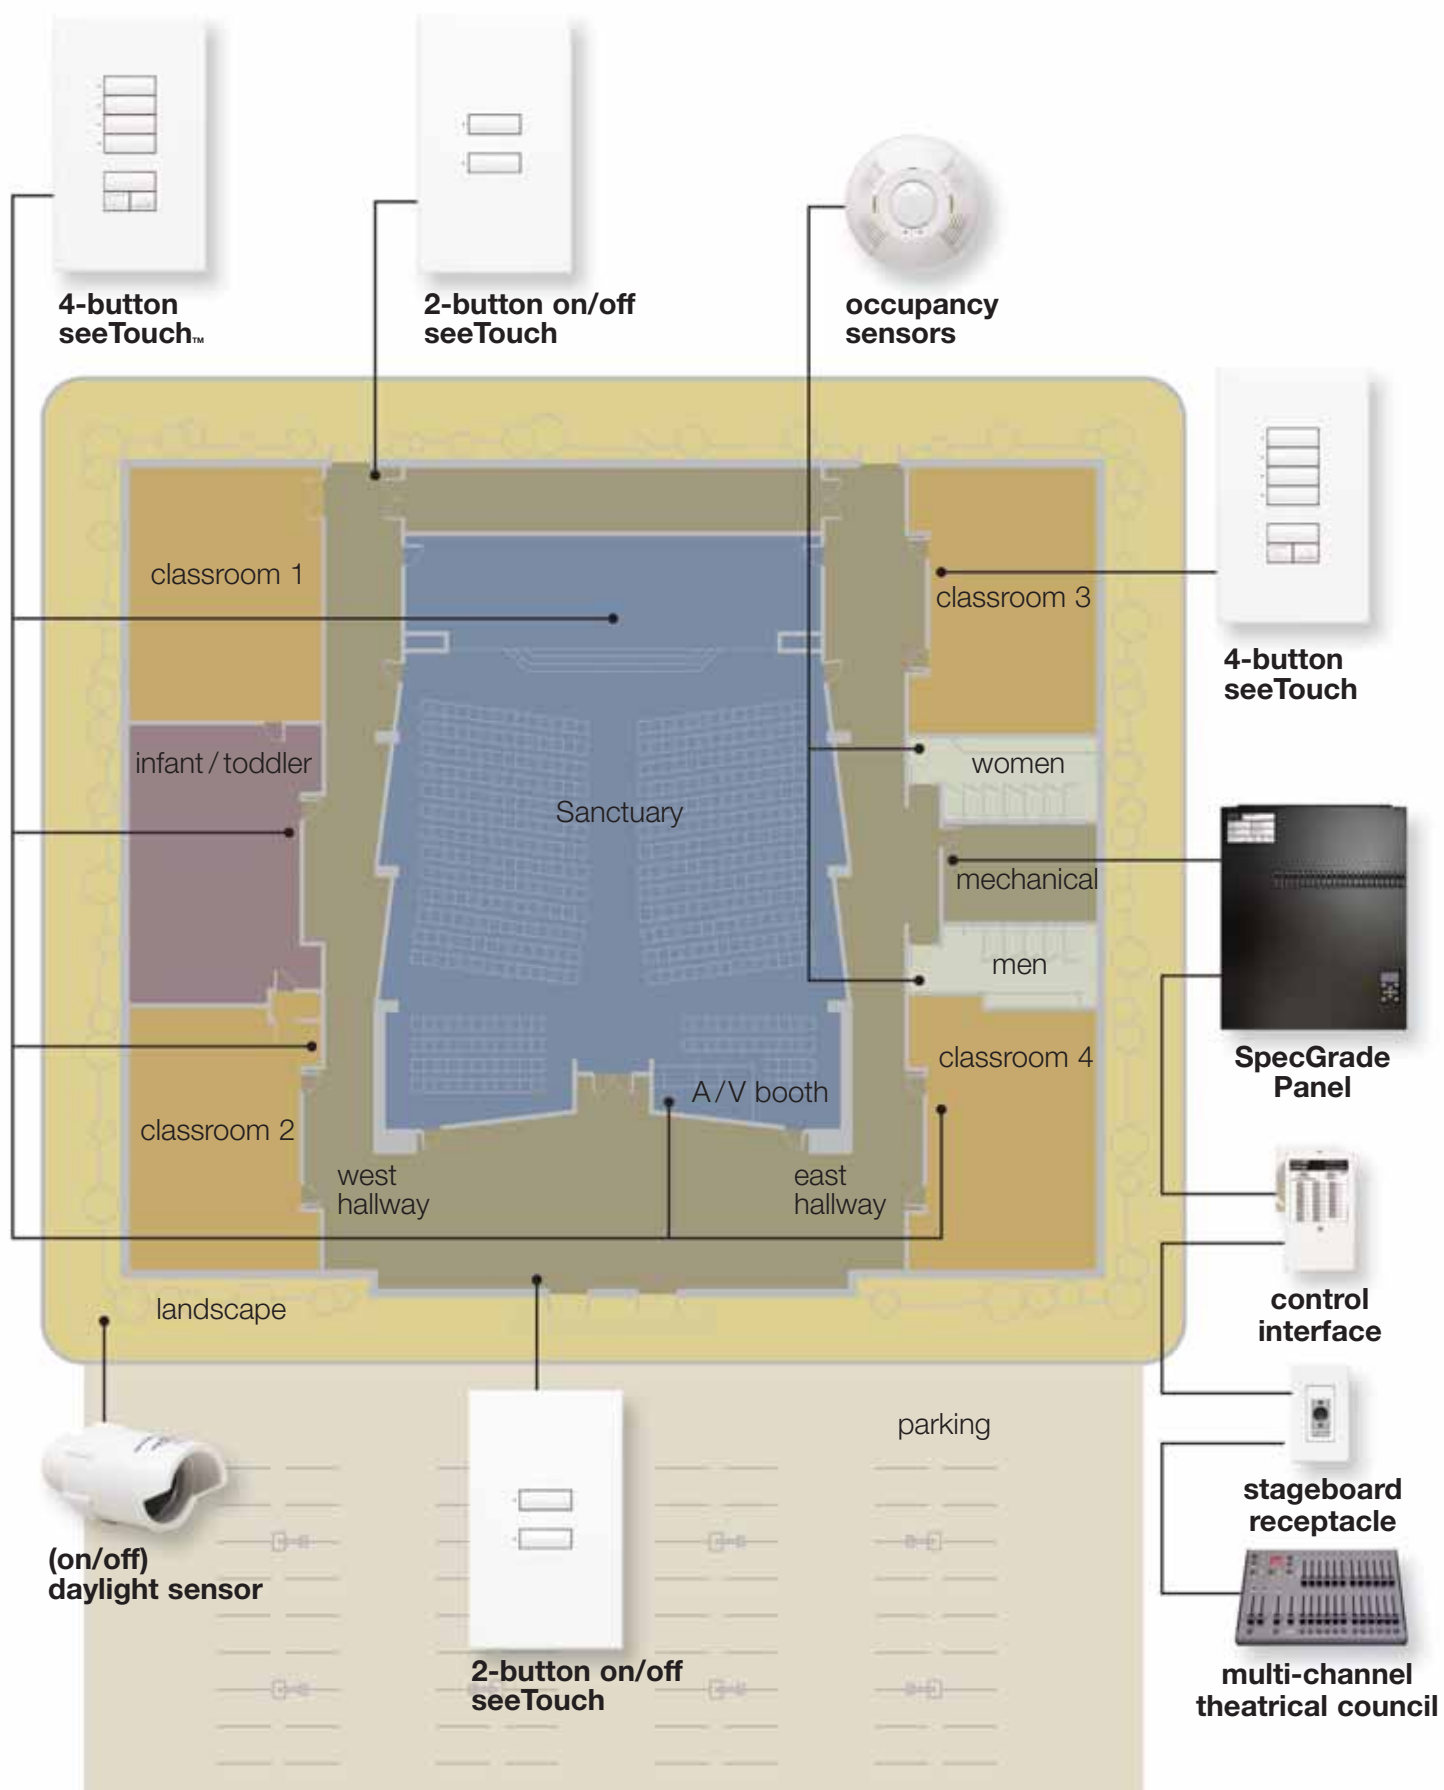 4-button
seeTouch™
2-button on/off
seeTouch
occupancy
sensors
classroom 1
classroom 3
4-button
seeTouch
infant / toddler
women
Sanctuary
mechanical
men
SpecGrade
Panel
classroom 4
A / V booth
classroom 2
west
hallway
east
hallway
landscape
control
interface
parking
stageboard
receptacle
(on/off)
daylight sensor
2-button on/off
seeTouch
multi-channel
theatrical council